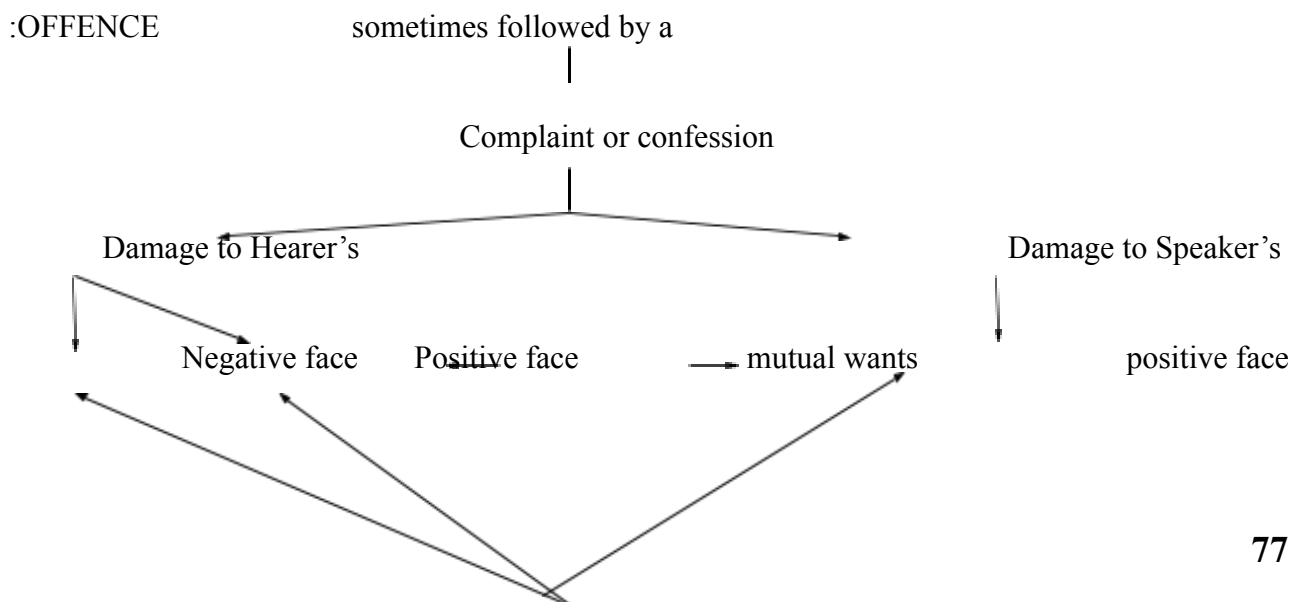 :OFFENCE sometimes followed by a
Complaint or confession
Damage to Hearer’s Damage to Speaker’s
Negative face Positive face mutual wants positive face
77